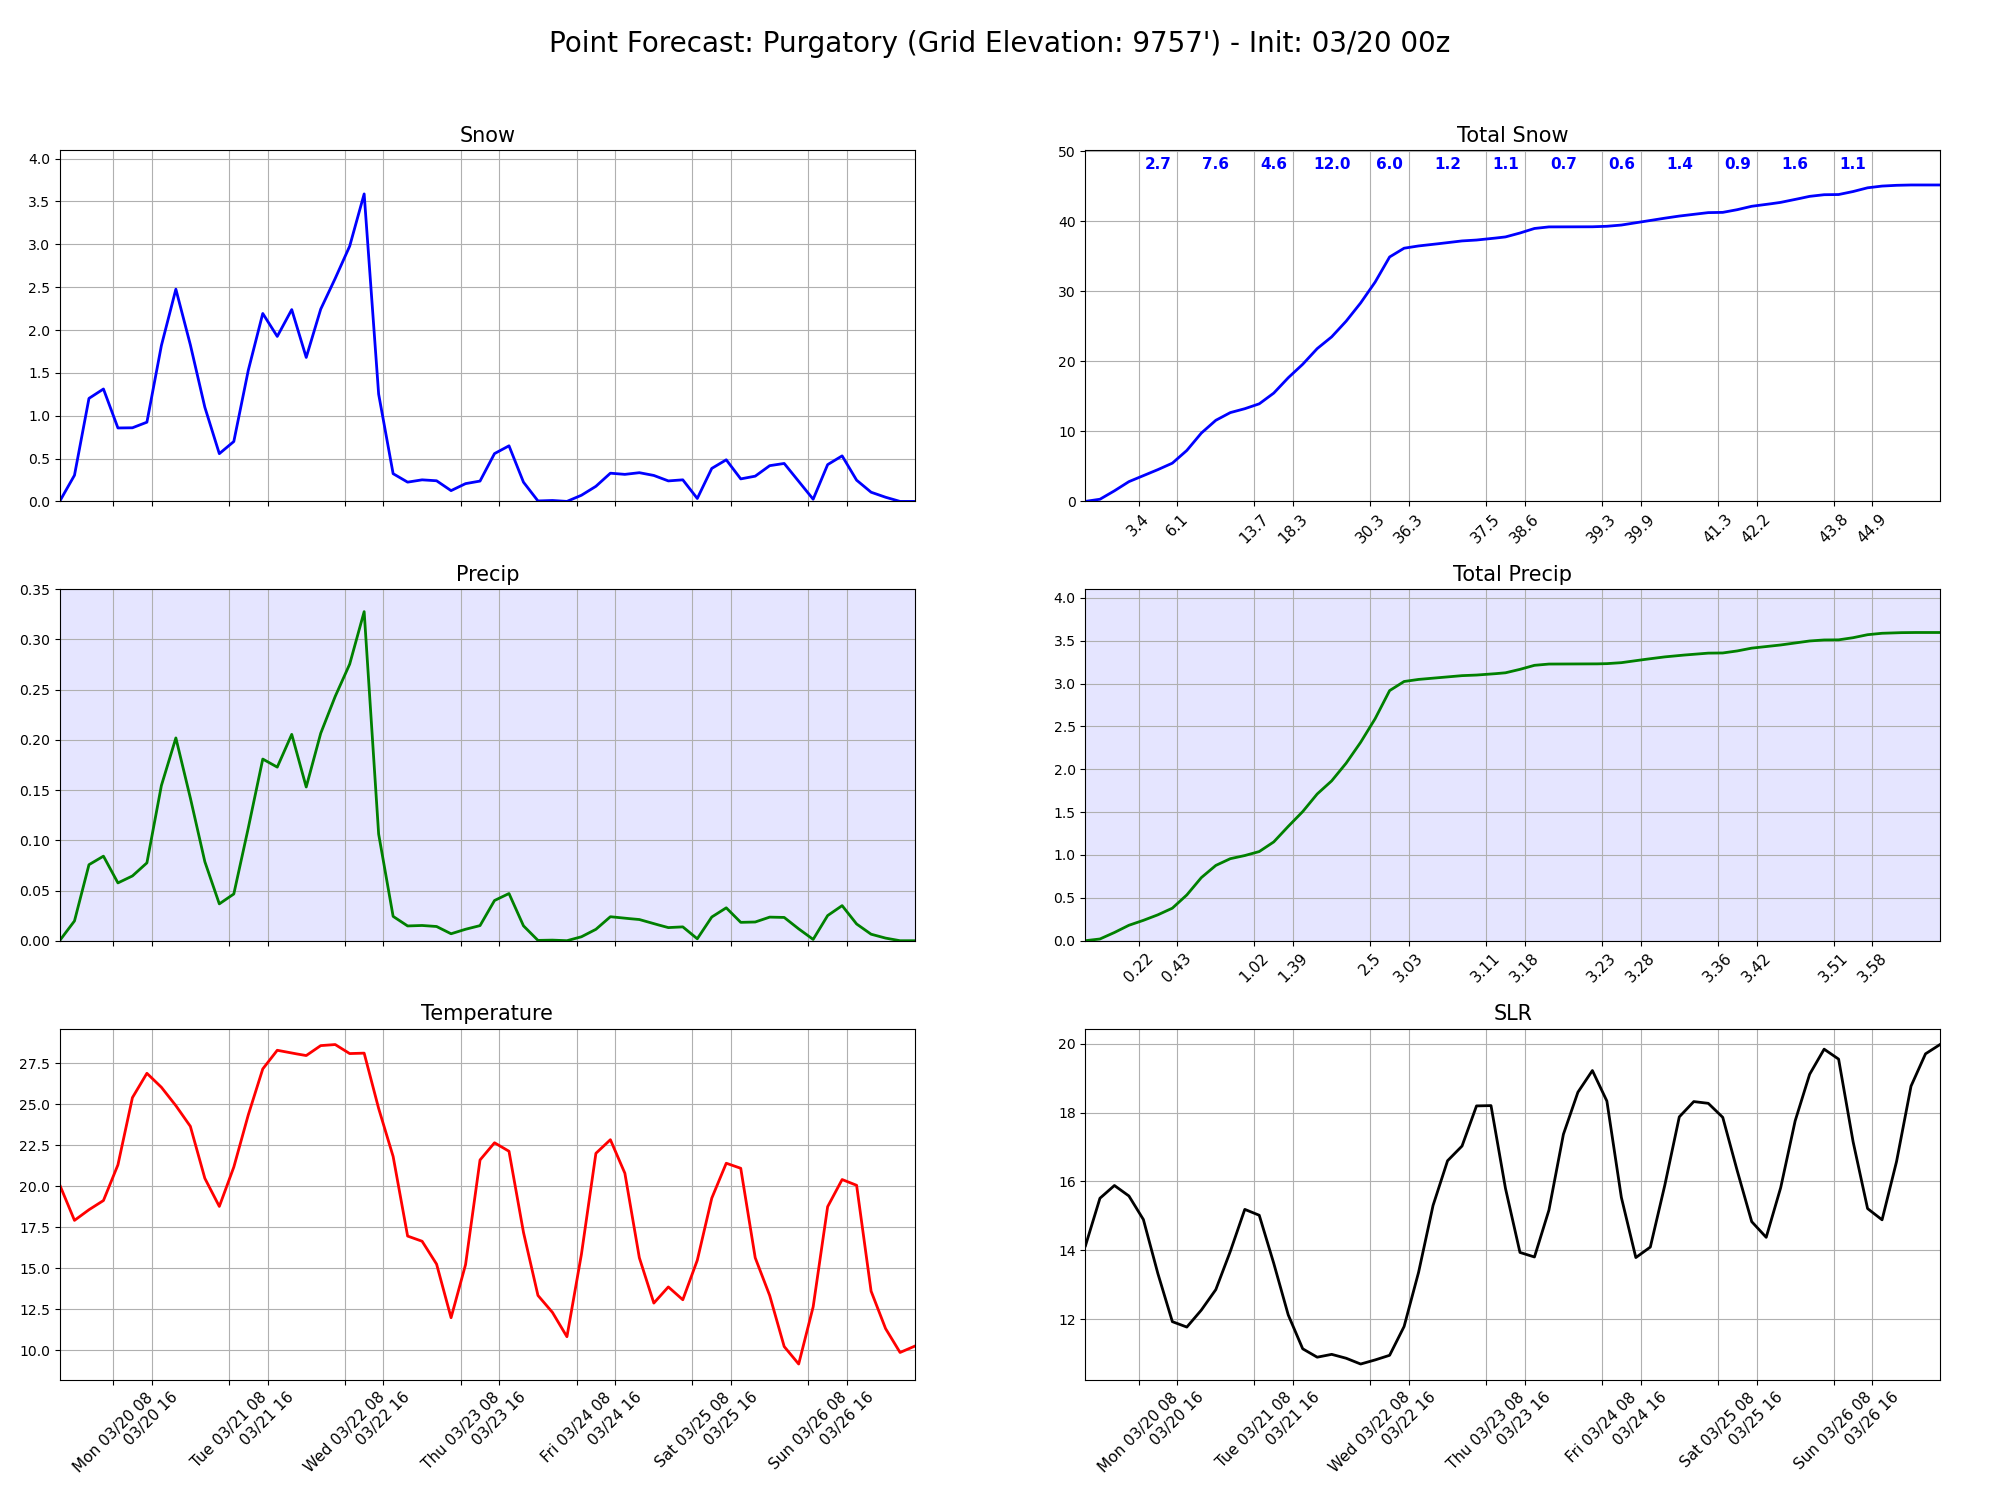 Point Forecast: Purgatory (Grid Elevation: 9757') - Init: 03/20 00z
Snow
4.0
3.5
3.0
2.5
2.0
1.5
1.0
0.5
0.0
Total Snow
50
40
30
20
10
0
2.7 7.6 4.6 12.0 6.0 1.2 1.1 0.7 0.6 1.4 0.9 1.6 1.1
3.4 6.1 13.7 18.3 30.3 36.3 37.5 38.6 39.3 39.9 41.3 42.2 43.8 44.9
Precip
0.35
0.30
0.25
0.20
0.15
0.10
0.05
0.00
Total Precip
4.0
3.5
3.0
2.5
2.0
1.5
1.0
0.5
0.0
0.22 0.43 1.02 1.39 2.5 3.03 3.11 3.18 3.23 3.28 3.36 3.42 3.51 3.58
Temperature
27.5
25.0
22.5
20.0
17.5
15.0
12.5
10.0
Mon 03/20 08
03/20 16
Tue 03/21 08
03/21 16
Wed 03/22 08
03/22 16
Thu 03/23 08
03/23 16
Fri 03/24 08
03/24 16
Sat 03/25 08
03/25 16
Sun 03/26 08
03/26 16
SLR
20
18
16
14
12
Mon 03/20 08
03/20 16
Tue 03/21 08
03/21 16
Wed 03/22 08
03/22 16
Thu 03/23 08
03/23 16
Fri 03/24 08
03/24 16
Sat 03/25 08
03/25 16
Sun 03/26 08
03/26 16